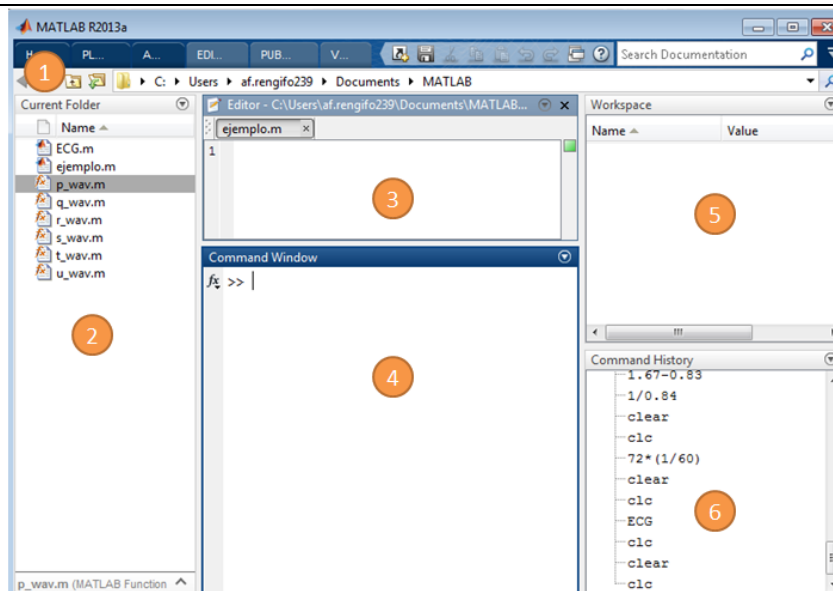 MATLAB R2013a
PL... A... EDI... PUB... V... Search Documentation
1
C: Users af.rengifo239 Documents MATLAB
Current Folder
Name
ECG.m
ejemplo.m
p_wav.m
q_wav.m
r_wav.m
s_wav.m
t_wav.m
u_wav.m
2
p_wav.m (MATLAB Function
Editor - C:\Users\af.rengifo239\Documents\MATLAB...
ejemplo.m
1
3
Command Window
fx >>
4
Workspace
Name Value
5
Command History
1.67-0.83
1/0.84
clear
clc
72*(1/60)
clear
clc
ECG
clc
clear
clc
6